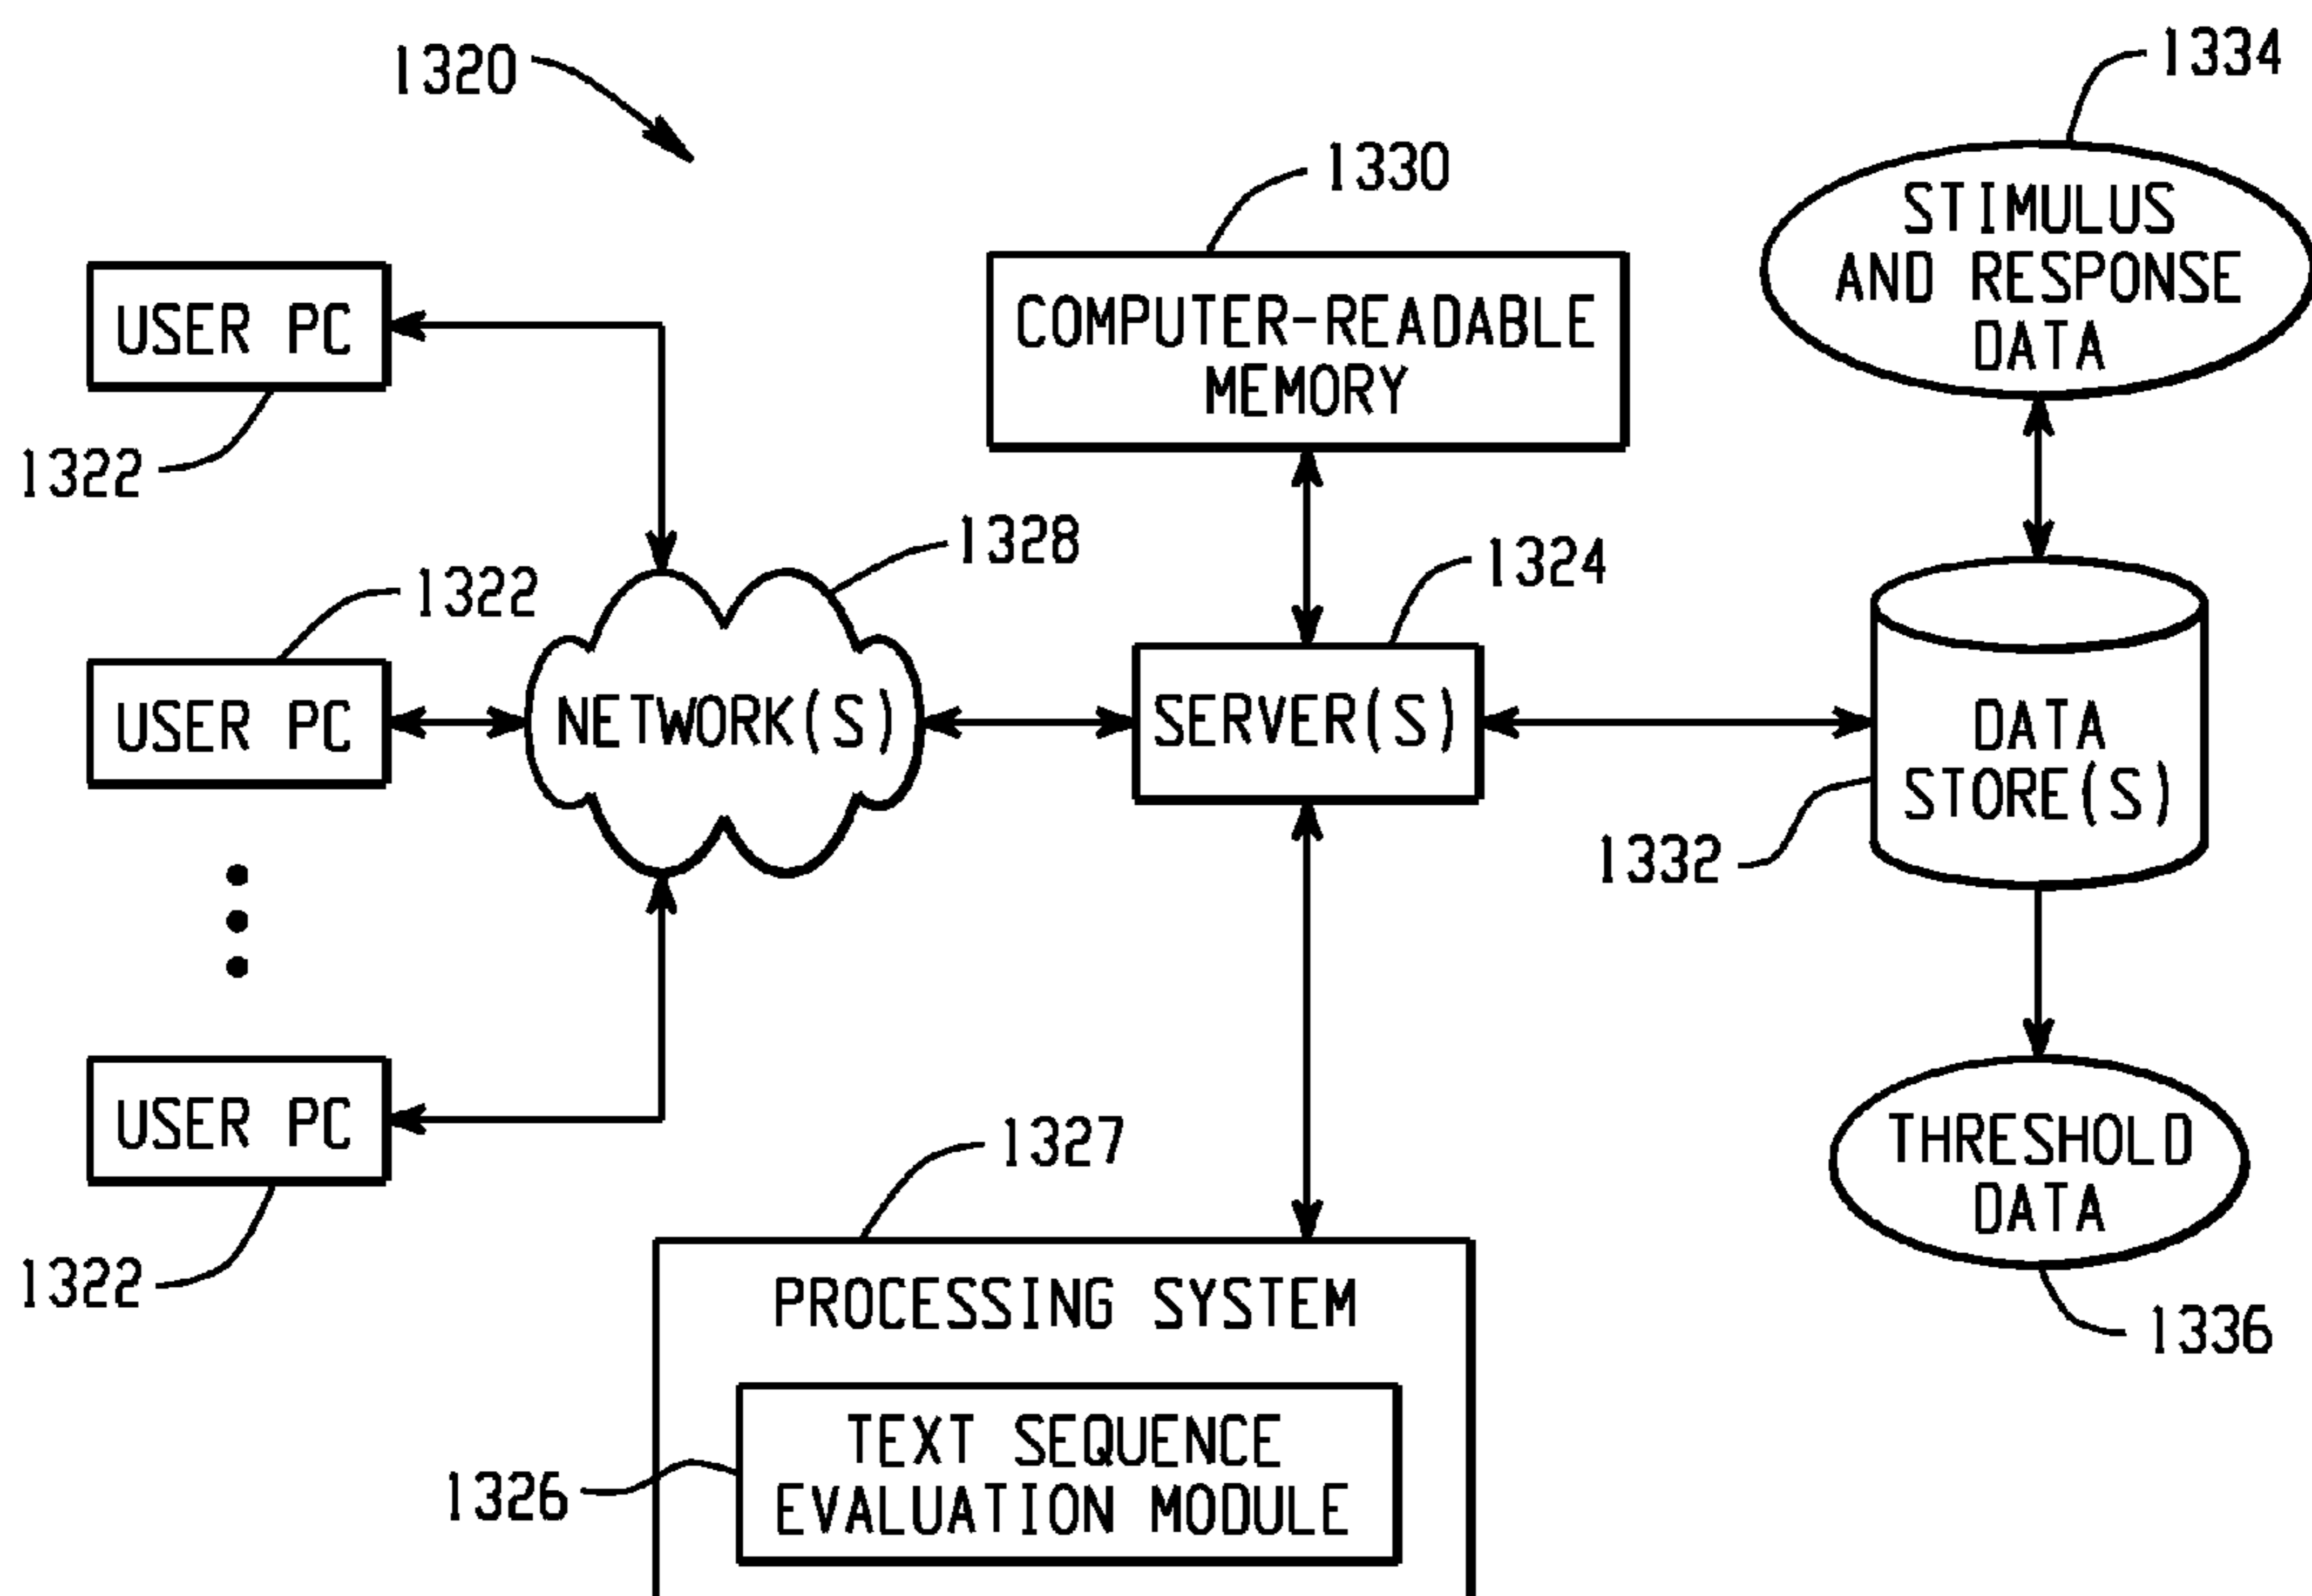 1320
1334
1330
STIMULUS
AND RESPONSE
DATA
USER PC
COMPUTER-READABLE
MEMORY
1322
1328
1324
1322
USER PC
NETWORK(S)
SERVER(S)
DATA
STORE(S)
1332
USER PC
1327
THRESHOLD
DATA
1322
PROCESSING SYSTEM
1336
TEXT SEQUENCE
EVALUATION MODULE
1326